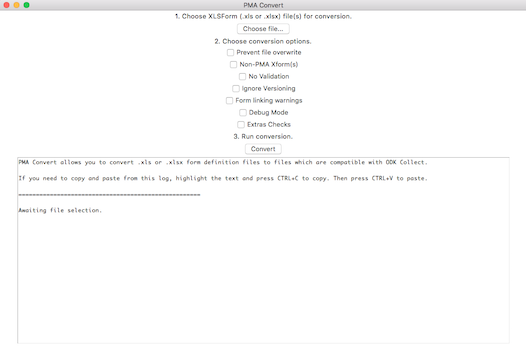 PMA Convert
1. Choose XLSForm (.xls or .xlsx) file(s) for conversion.
Choose file...
2. Choose conversion options.
Prevent file overwrite
Non-PMA Xform(s)
No Validation
Ignore Versioning
Form linking warnings
Debug Mode
Extras Checks
3. Run conversion.
Convert
PMA Convert allows you to convert .xls or .xlsx form definition files to files which are compatible with ODK Collect.
If you need to copy and paste from this log, highlight the text and press CTRL+C to copy. Then press CTRL+V to paste.
====================================================
Awaiting file selection.